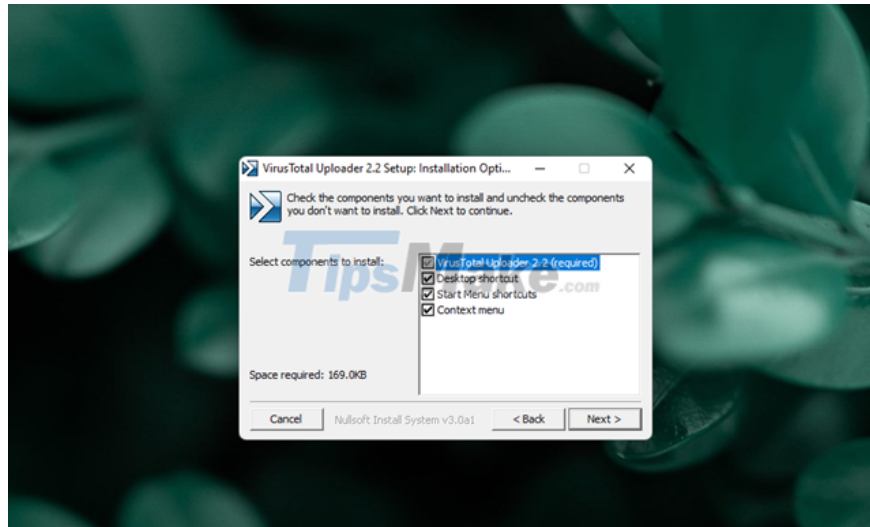 VirusTotal Uploader 2.2 Setup: Installation Opti...
Check the components you want to install and uncheck the components
you don't want to install. Click Next to continue.
Select components to install:
VirusTotal Uploader 2.2 (required)
Desktop shortcut
Start Menu shortcuts
Context menu
TipsMake.com
Space required: 169.0KB
Cancel
Nullsoft Install System v3.0a1
< Back
Next >